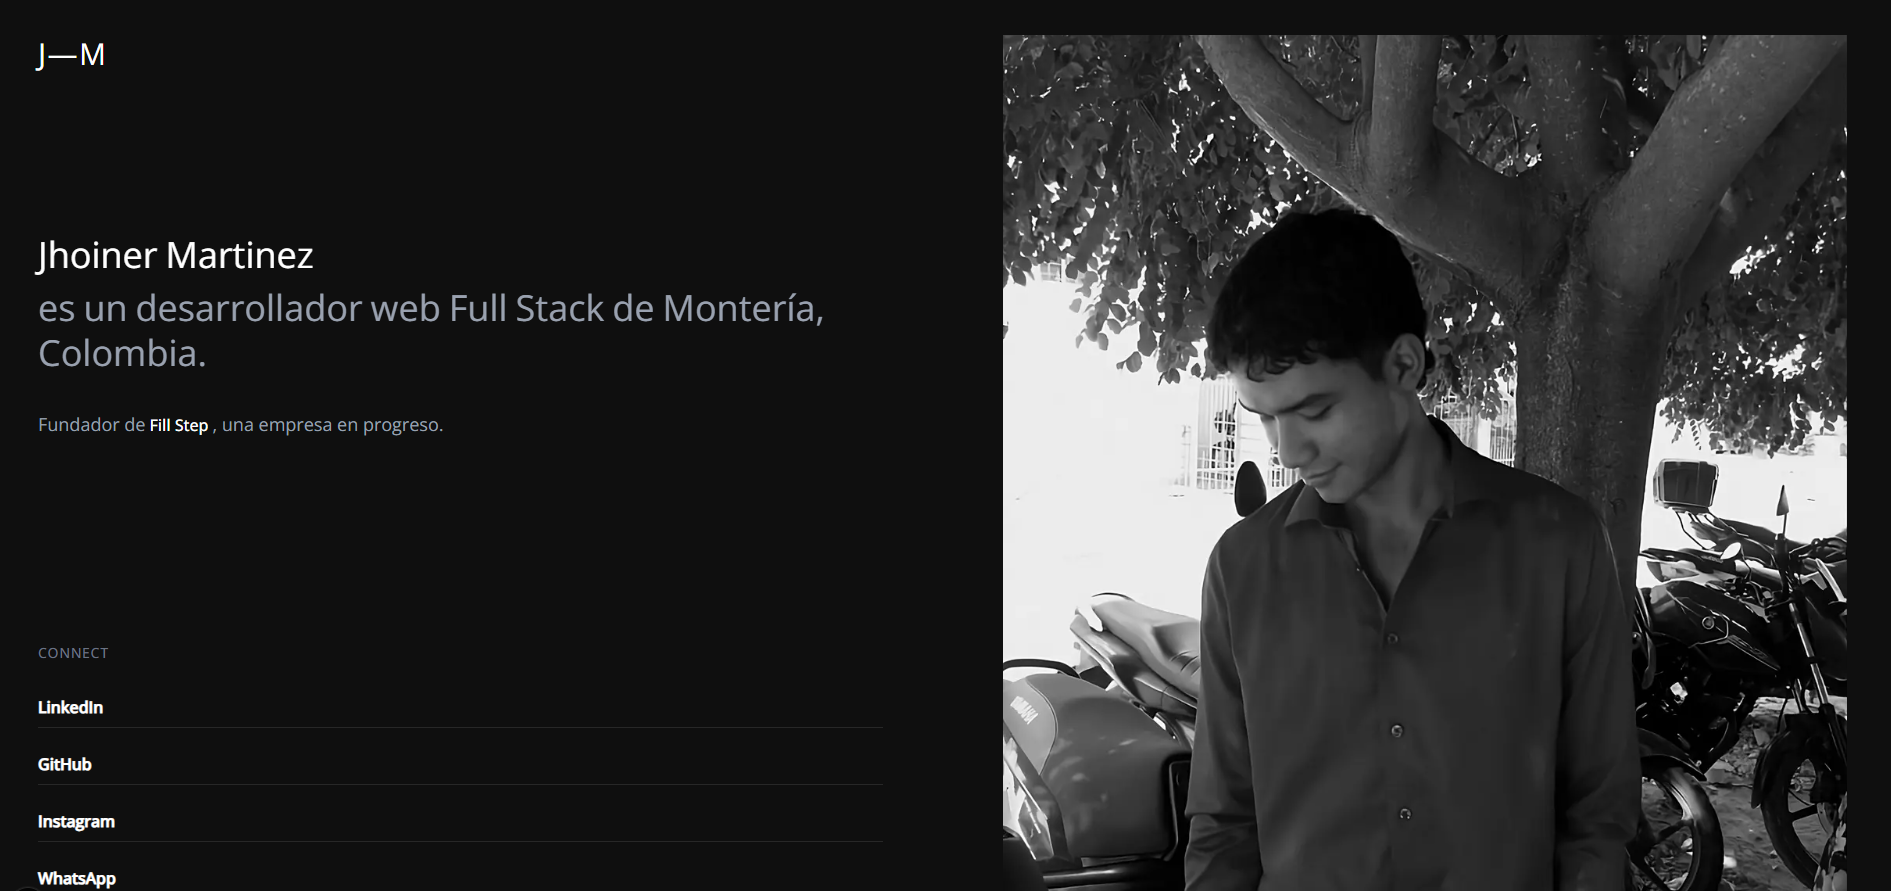 J—M
Jhoiner Martinez
es un desarrollador web Full Stack de Montería,
Colombia.
Fundador de Fill Step , una empresa en progreso.
CONNECT
LinkedIn
GitHub
Instagram
WhatsApp
YAMAHA